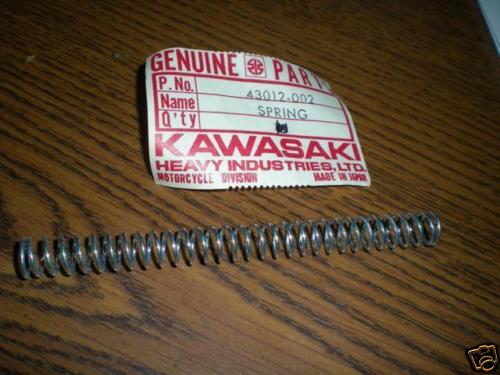 GENUINE PARTS
P.No. 43012-002
Name SPRING
Q'ty
KAWASAKI
HEAVY INDUSTRIES, LTD.
MOTORCYCLE DIVISION MADE IN JAPAN